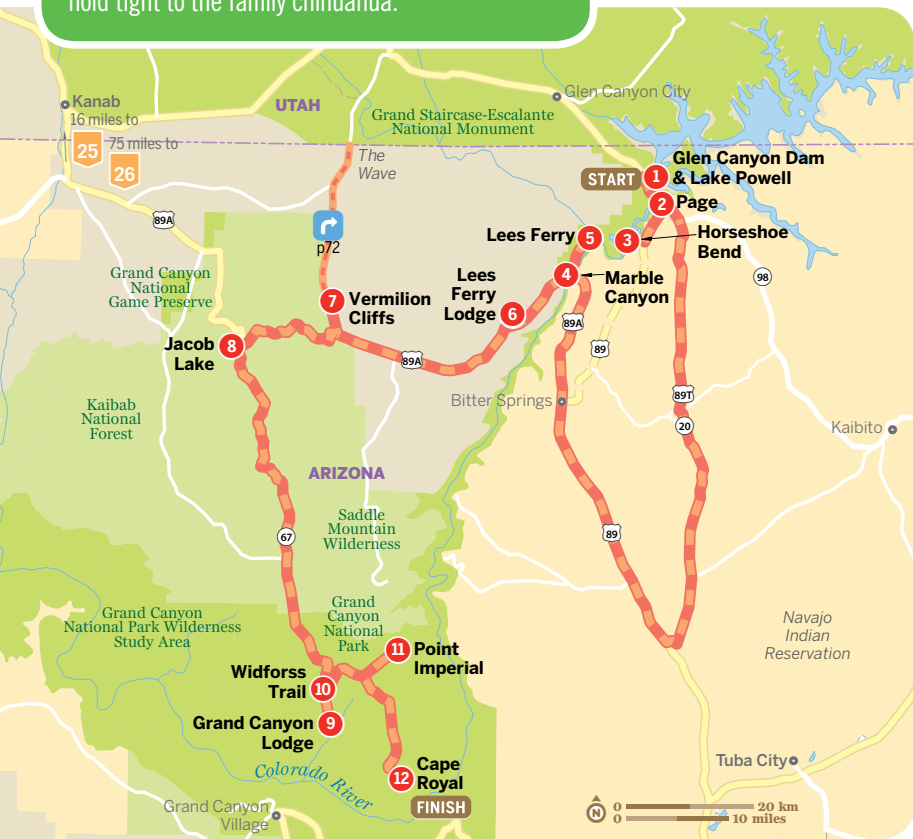 hold tight to the family chihuahua.
Glen Canyon City
Kanab
16 miles to
25
75 miles to
26
UTAH
Grand Staircase-Escalante
National Monument
The
Wave
START
1
Glen Canyon Dam
& Lake Powell
2
Page
89A
p72
Lees Ferry
5
3
Horseshoe
Bend
Grand Canyon
National
Game Preserve
7
Vermilion
Cliffs
Lees
Ferry
Lodge
6
4
Marble
Canyon
98
89A
89
Jacob
Lake
8
89A
Bitter Springs
89T
20
Kaibito
Kaibab
National
Forest
ARIZONA
Saddle
Mountain
Wilderness
67
89
Grand Canyon
National Park Wilderness
Study Area
Grand
Canyon
National
Park
Navajo
Indian
Reservation
11
Point
Imperial
Widforss
Trail
10
Grand Canyon
Lodge
9
Colorado River
12
Cape
Royal
FINISH
Tuba City
Grand Canyon
Village
N
0 20 km
0 10 miles